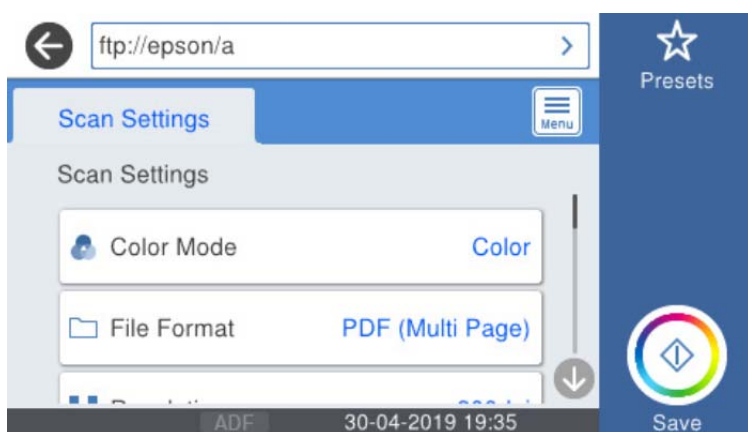 ftp://epson/a
Presets
Scan Settings
Menu
Scan Settings
Color Mode
Color
File Format
PDF (Multi Page)
ADF
30-04-2019 19:35
Save